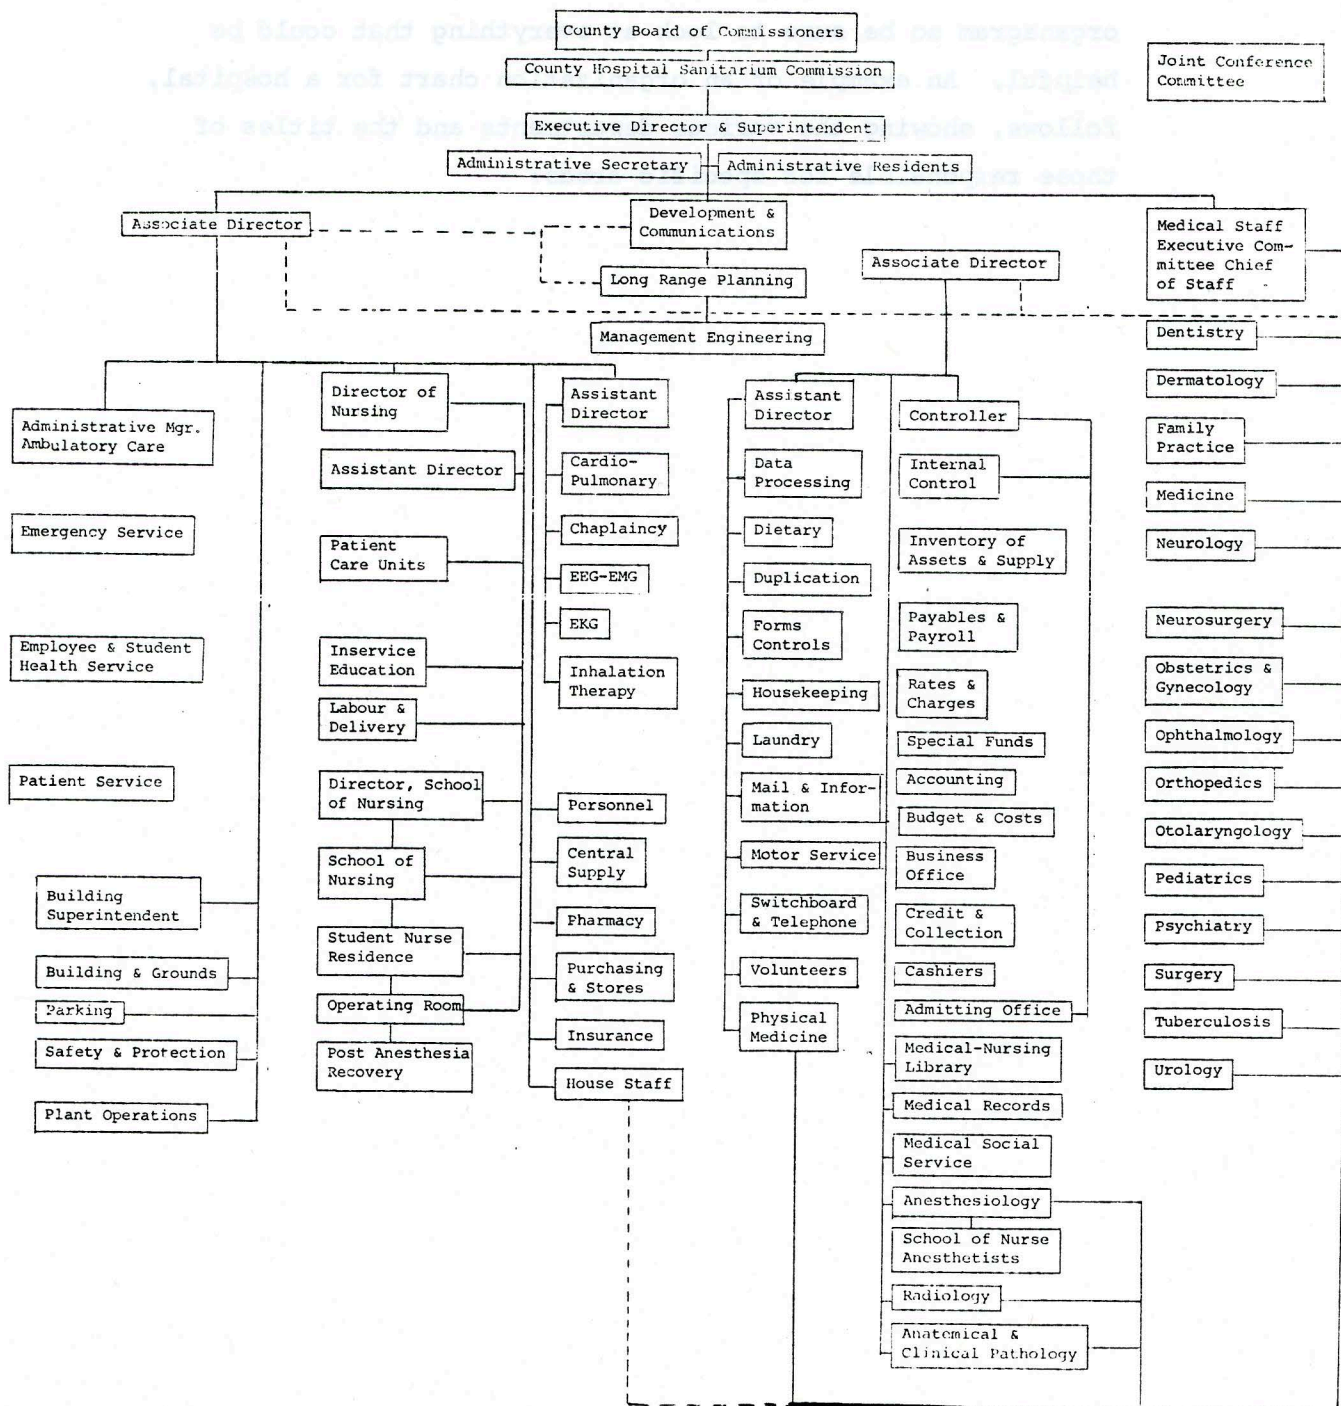 County Board of Commissioners
County Hospital Sanitarium Commission
Joint Conference
Committee
Executive Director & Superintendent
Administrative Secretary
Administrative Residents
Associate Director
Development &
Communications
Long Range Planning
Management Engineering
Associate Director
Medical Staff
Executive Com-
mittee Chief
of Staff
Administrative Mgr.
Ambulatory Care
Emergency Service
Employee & Student
Health Service
Patient Service
Building
Superintendent
Building & Grounds
Parking
Safety & Protection
Plant Operations
Director of
Nursing
Assistant Director
Patient
Care Units
Inservice
Education
Labour &
Delivery
Director, School
of Nursing
School of
Nursing
Student Nurse
Residence
Operating Room
Post Anesthesia
Recovery
Assistant
Director
Cardio-
Pulmonary
Chaplaincy
EEG-EMG
EKG
Inhalation
Therapy
Personnel
Central
Supply
Pharmacy
Purchasing
& Stores
Insurance
House Staff
Assistant
Director
Data
Processing
Dietary
Duplication
Forms
Controls
Housekeeping
Laundry
Mail & Infor-
mation
Motor Service
Switchboard
& Telephone
Volunteers
Physical
Medicine
Controller
Internal
Control
Inventory of
Assets & Supply
Payables &
Payroll
Rates &
Charges
Special Funds
Accounting
Budget & Costs
Business
Office
Credit &
Collection
Cashiers
Admitting Office
Medical-Nursing
Library
Medical Records
Medical Social
Service
Anesthesiology
School of Nurse
Anesthetists
Radiology
Anatomical &
Clinical Pathology
Dentistry
Dermatology
Family
Practice
Medicine
Neurology
Neurosurgery
Obstetrics &
Gynecology
Ophthalmology
Orthopedics
Otolaryngology
Pediatrics
Psychiatry
Surgery
Tuberculosis
Urology